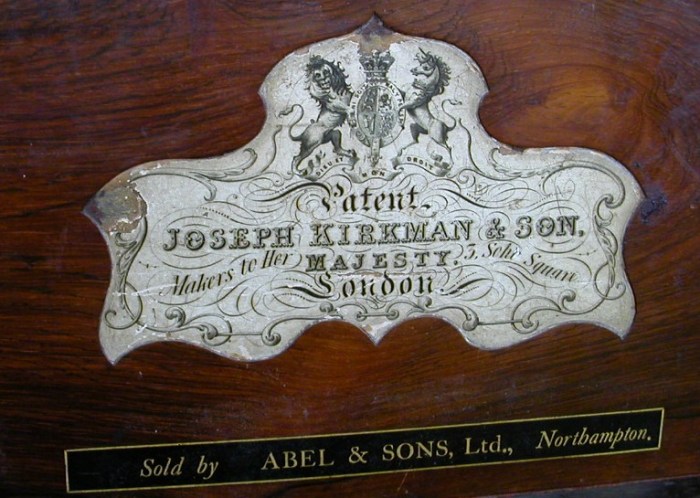 DIEU ET MON DROIT
Patent.
JOSEPH KIRKMAN & SON,
Makers to Her MAJESTY, 3, Soho Square
London
Sold by ABEL & SONS, Ltd., Northampton.